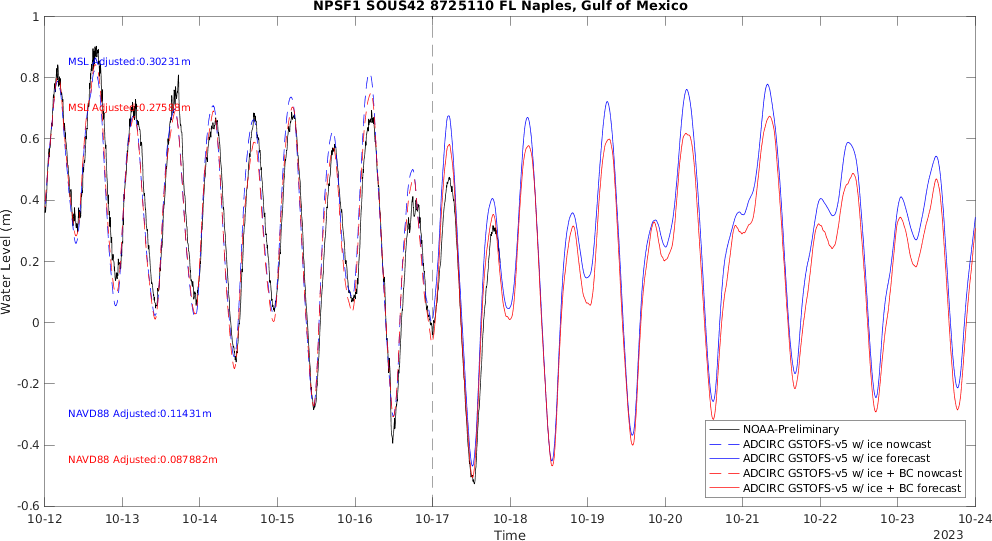 NPSF1 SOUS42 8725110 FL Naples, Gulf of Mexico
1
0.8
0.6
0.4
0.2
0
-0.2
-0.4
-0.6
Water Level (m)
MSL Adjusted:0.30231m
MSL Adjusted:0.27588m
NAVD88 Adjusted:0.11431m
NAVD88 Adjusted:0.087882m
NOAA-Preliminary
ADCIRC GSTOFS-v5 w/ ice nowcast
ADCIRC GSTOFS-v5 w/ ice forecast
ADCIRC GSTOFS-v5 w/ ice + BC nowcast
ADCIRC GSTOFS-v5 w/ ice + BC forecast
10-12 10-13 10-14 10-15 10-16 10-17 10-18 10-19 10-20 10-21 10-22 10-23 10-24
Time
2023